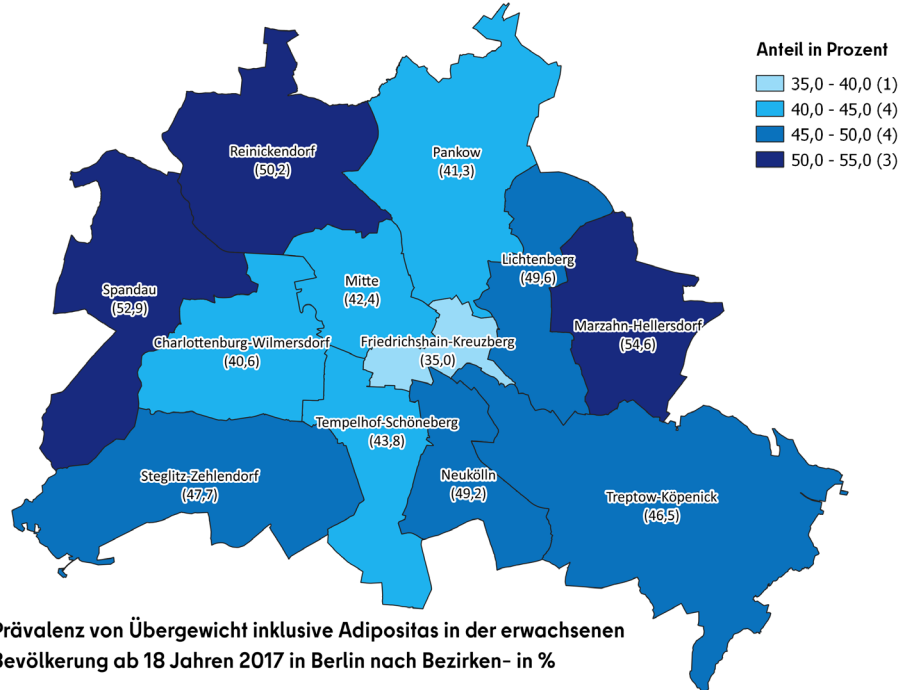 Anteil in Prozent
35,0 - 40,0 (1)
40,0 - 45,0 (4)
45,0 - 50,0 (4)
50,0 - 55,0 (3)
Reinickendorf
(50,2)
Pankow
(41,3)
Lichtenberg
(49,6)
Mitte
(42,4)
Spandau
(52,9)
Marzahn-Hellersdorf
(54,6)
Charlottenburg-Wilmersdorf
(40,6)
Friedrichshain-Kreuzberg
(35,0)
Tempelhof-Schöneberg
(43,8)
Steglitz-Zehlendorf
(47,7)
Neukölln
(49,2)
Treptow-Köpenick
(46,5)
Prävalenz von Übergewicht inklusive Adipositas in der erwachsenen
Bevölkerung ab 18 Jahren 2017 in Berlin nach Bezirken- in %